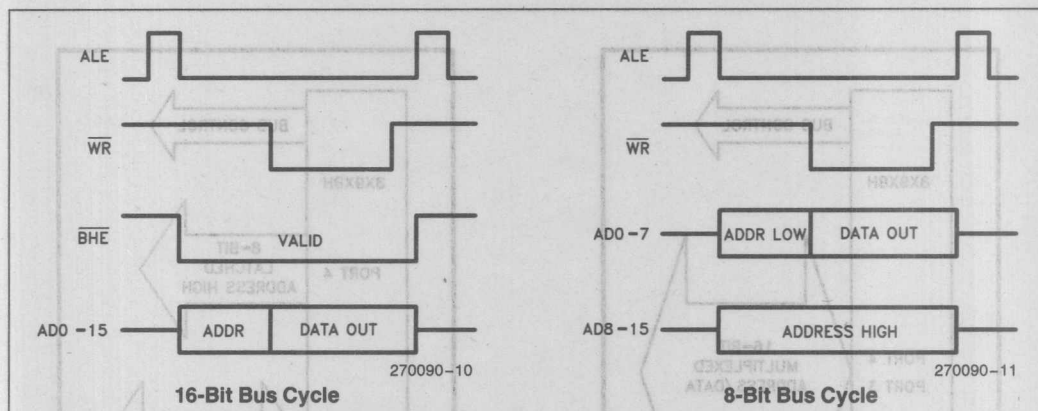 ALE
WR
BHE
VALID
AD0 -15
ADDR
DATA OUT
270090-10
16-Bit Bus Cycle
ALE
WR
AD0 -7
ADDR LOW
DATA OUT
AD8 -15
ADDRESS HIGH
270090-11
8-Bit Bus Cycle